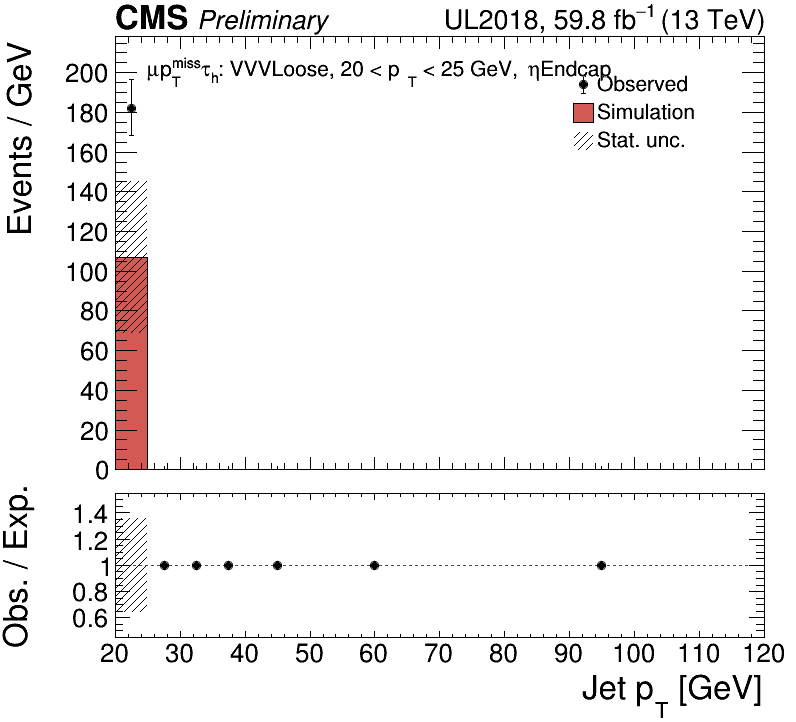 CMS Preliminary UL2018, 59.8 fb⁻¹ (13 TeV)
μp_T^miss τ_h: VVVLoose, 20 < p_T < 25 GeV, ηEndcap
Observed
Simulation
Stat. unc.
Events / GeV
200
180
160
140
120
100
80
60
40
20
0
Obs. / Exp.
1.4
1.2
1
0.8
0.6
20 30 40 50 60 70 80 90 100 110 120
Jet p_T [GeV]